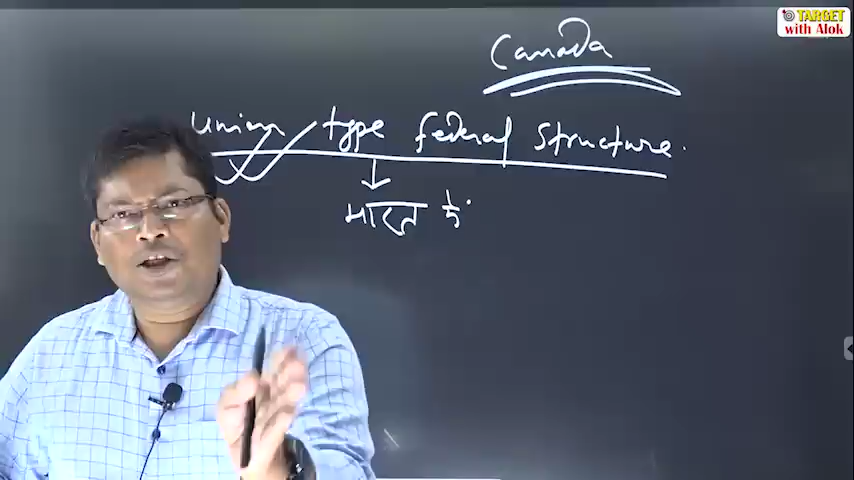 TARGET
with Alok
Canada
Union type federal Structure.
भारत में